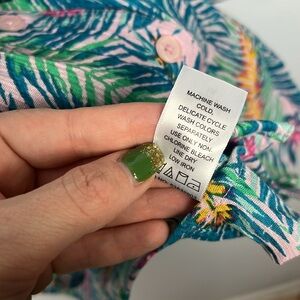 MACHINE WASH
COLD,
DELICATE CYCLE
WASH COLORS
SEPARATELY
USE ONLY NON-
CHLORINE BLEACH
LINE DRY
LOW IRON